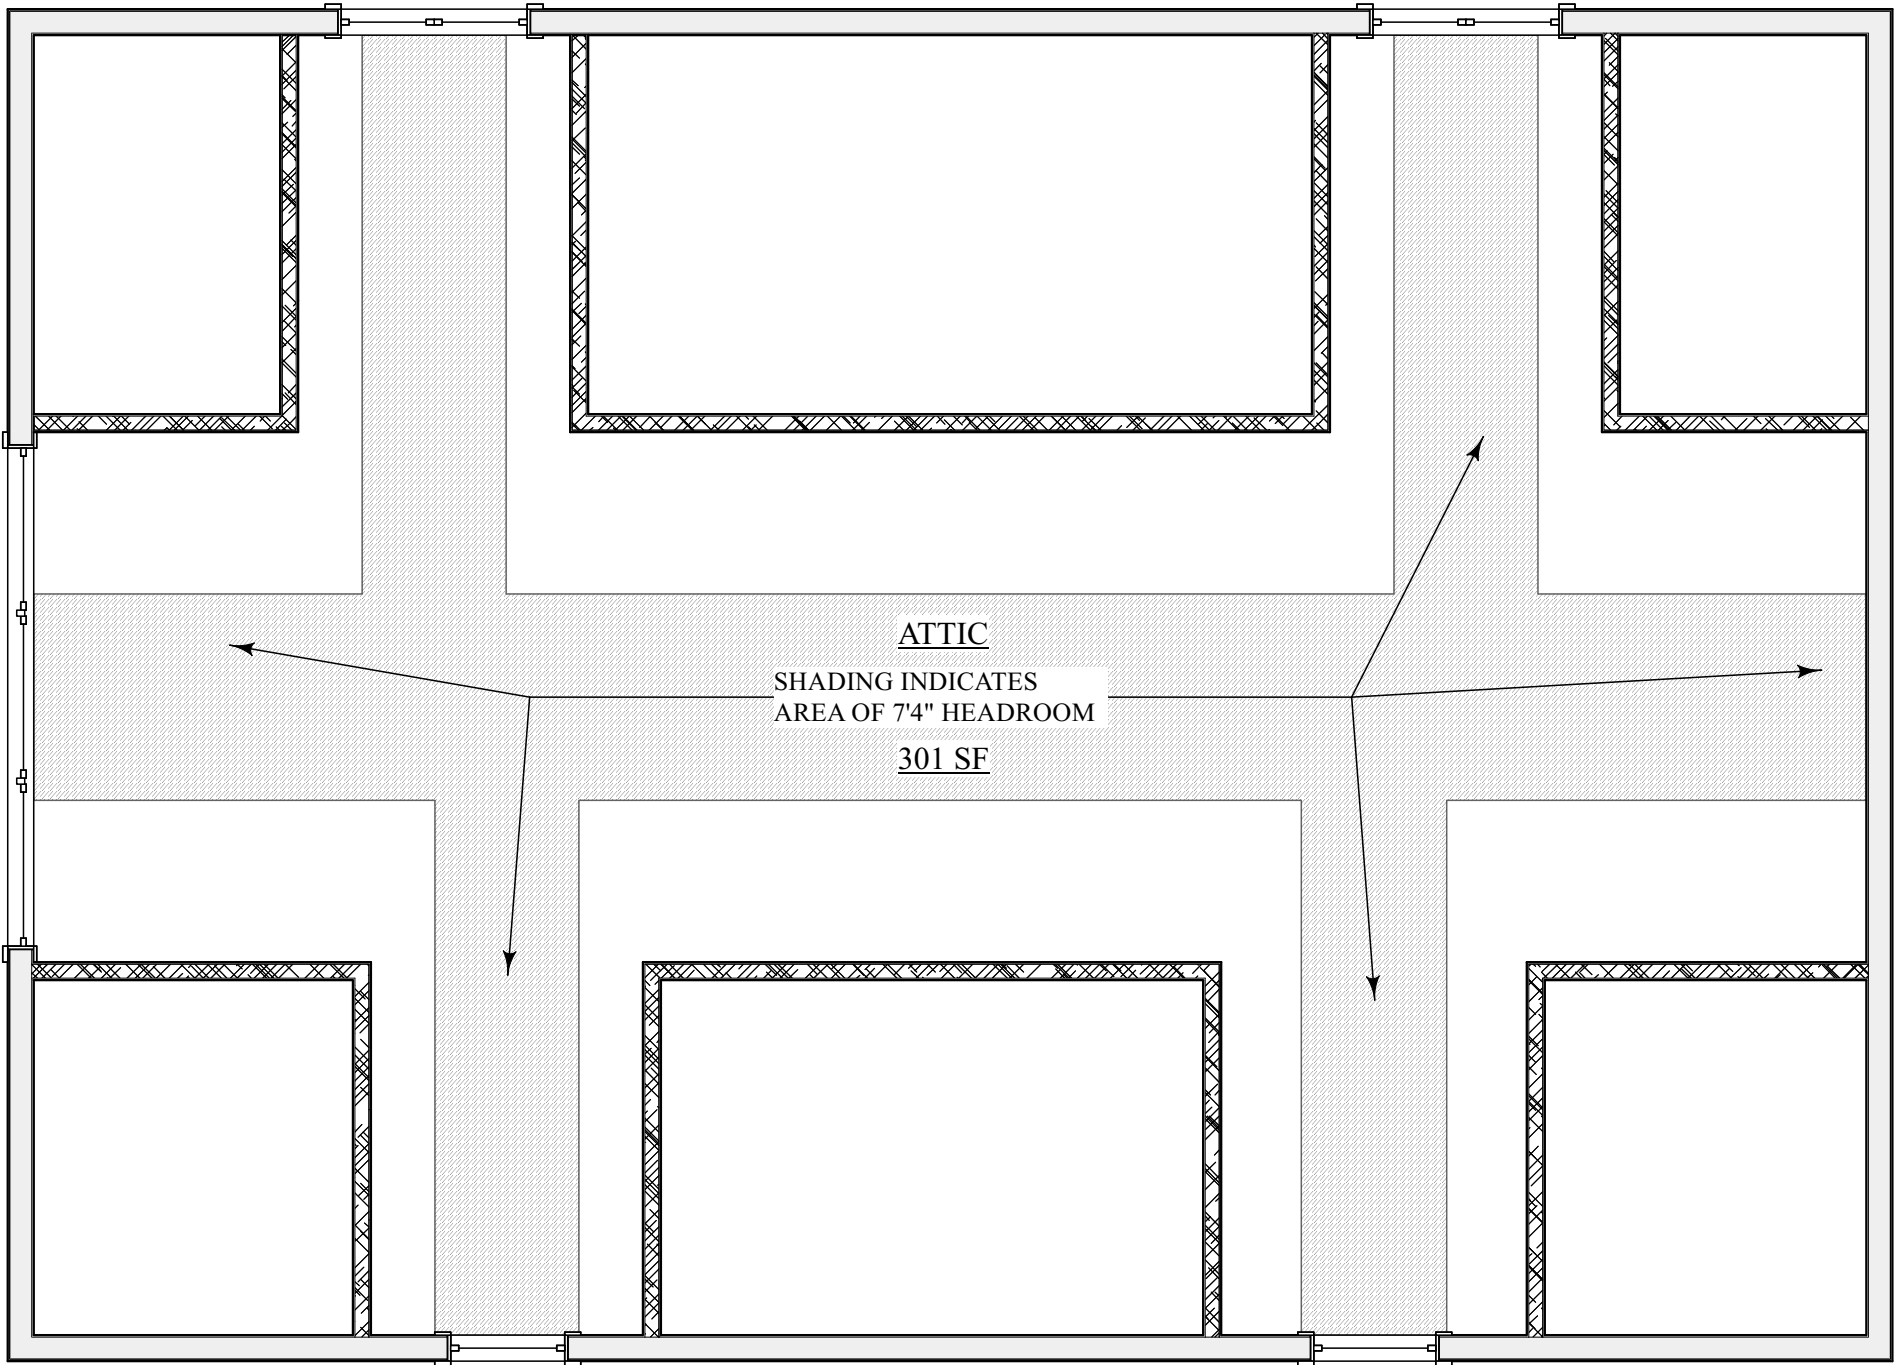 ATTIC
SHADING INDICATES
AREA OF 7'4" HEADROOM
301 SF